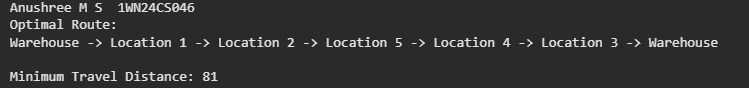 Anushree M S  1WN24CS046
Optimal Route:
Warehouse -> Location 1 -> Location 2 -> Location 5 -> Location 4 -> Location 3 -> Warehouse
Minimum Travel Distance: 81